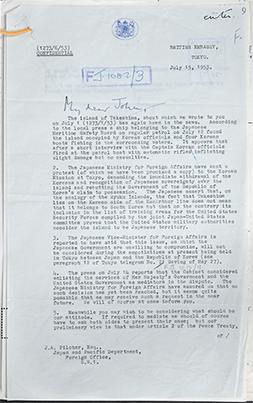 enter.
(1273/6/53)
CONFIDENTIAL
BRITISH EMBASSY,
TOKYO.
July 15, 1953.
FJ 1082/3
My dear John,
The island of Takeshima, about which we wrote to you
on July 1 (1273/4/53) has again been in the news. According
to the local press a ship belonging to the Japanese
Maritime Safety Board on regular patrol on July 12 found
the island occupied by Korean officials and four Korean
boats fishing in the surrounding waters. It appears that
after a short interview with the Captain Korean officials
fired at the patrol boat with automatic rifles, inflicting
slight damage but no casualties.
2. The Japanese Ministry for Foreign Affairs have sent a
protest (of which we have been promised a copy) to the Korean
Mission at Tokyo, demanding the immediate withdrawal of the
Koreans and recognition of Japanese sovereignty over the
island and refuting the Government of the Republic of
Korea's claim to possession. The Japanese assert that, on
the analogy of the Ryukyu Islands, the fact that Takeshima
lies on the Korean side of the MacArthur line does not mean
that it belongs to South Korea but that on the contrary its
inclusion in the list of training areas for the United States
Security Forces compiled by the joint Japan-United States
committee proves that the United States authorities
consider the island to be Japanese territory.
3. The Japanese Vice-Minister for Foreign Affairs is
reported to have said that this issue, on which the
Japanese Government are unwilling to compromise, will not
be considered during the negotiations at present being held
in Tokyo between Japan and the Republic of Korea (see
paragraph 12 of Tokyo telegram No. Saving of May 27).
4. The press on July 14 reports that the Cabinet considered
enlisting the services of Her Majesty's Government and the
United States Government as mediators in the dispute. The
Japanese Ministry for Foreign Affairs have assured us that no
such decision has yet been reached, but it seems quite
possible that we may receive such a request in the near
future. We will of course at once inform you.
5. Meanwhile you may wish to be considering what should be
our attitude. If required to mediate we should of course
have to ask both sides to present their cases; but our
preliminary view is that under article 2 of the Peace Treaty,
of /
J.A. Pilcher, Esq.,
Japan and Pacific Department,
Foreign Office,
S.W.1.